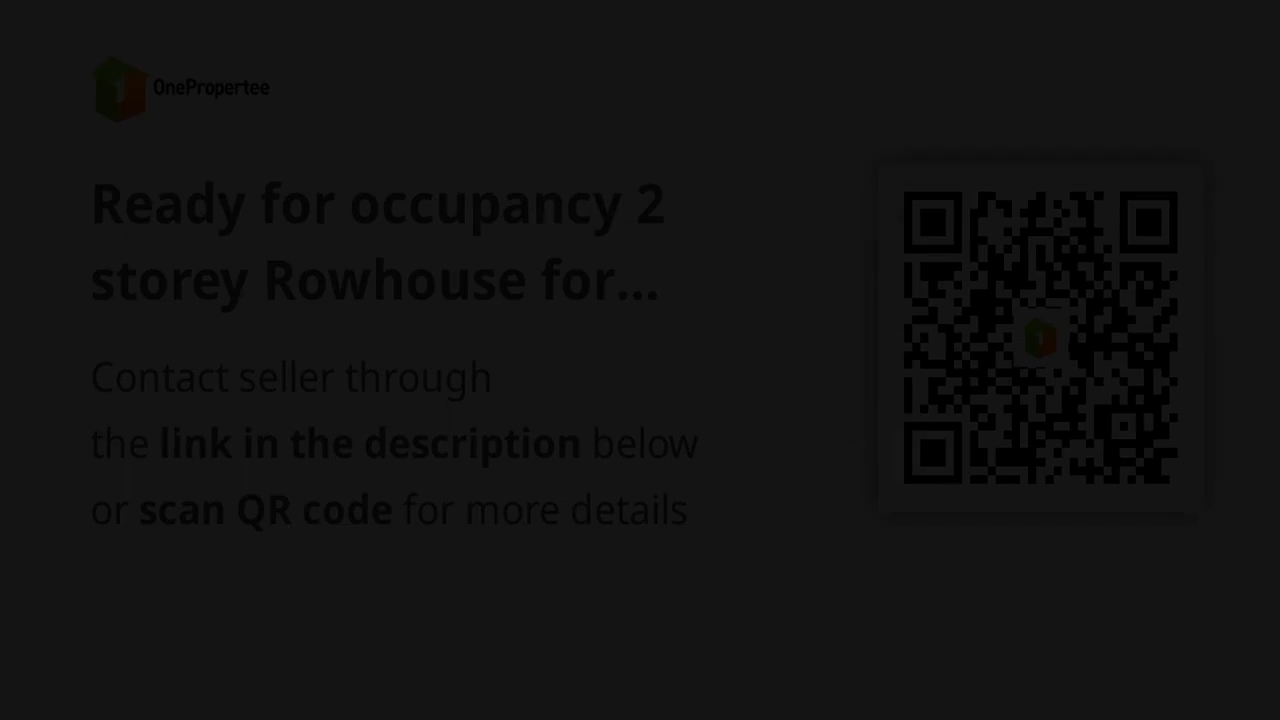 OnePropertee
Ready for occupancy 2
storey Rowhouse for...
Contact seller through
the link in the description below
or scan QR code for more details